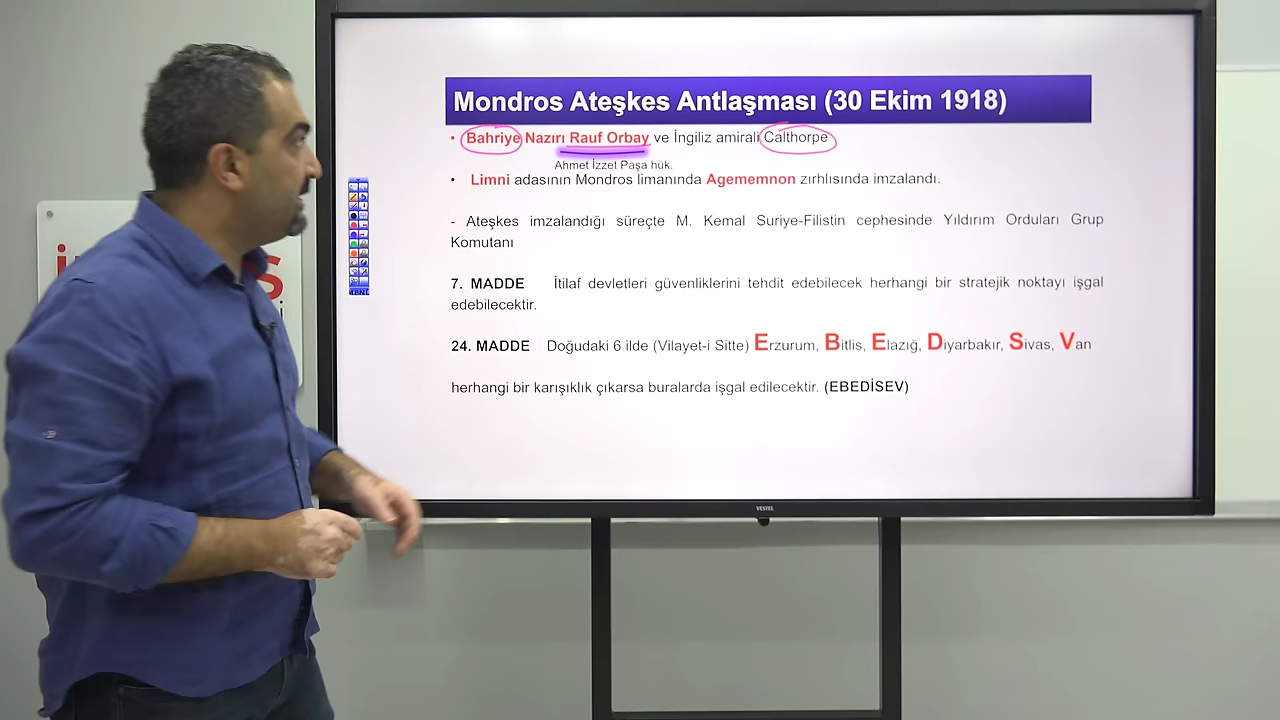 Mondros Ateşkes Antlaşması (30 Ekim 1918)
• Bahriye Nazırı Rauf Orbay ve İngiliz amirali Calthorpe
Ahmet İzzet Paşa hük.
• Limni adasının Mondros limanında Agememnon zırhlısında imzalandı.
- Ateşkes imzalandığı süreçte M. Kemal Suriye-Filistin cephesinde Yıldırım Orduları Grup
Komutanı
7. MADDE İtilaf devletleri güvenliklerini tehdit edebilecek herhangi bir stratejik noktayı işgal
edebilecektir.
24. MADDE Doğudaki 6 ilde (Vilayet-i Sitte) Erzurum, Bitlis, Elazığ, Diyarbakır, Sivas, Van
herhangi bir karışıklık çıkarsa buralarda işgal edilecektir. (EBEDİSEV)
MENU
VESTEL